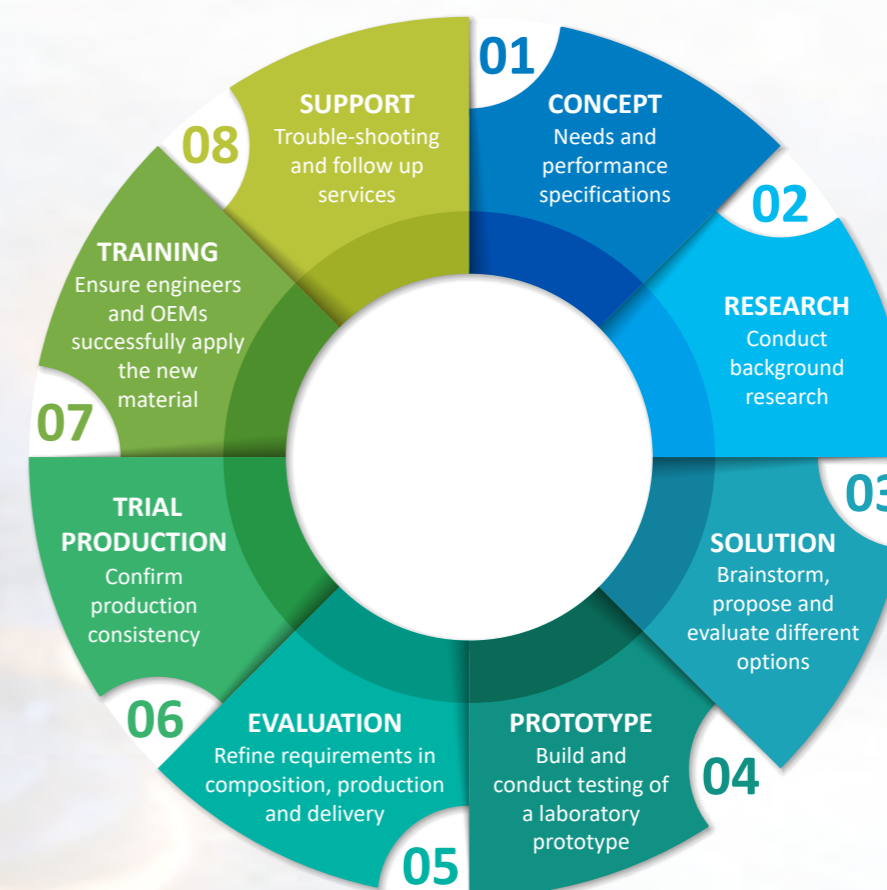 01
CONCEPT
Needs and
performance
specifications
02
RESEARCH
Conduct
background
research
03
SOLUTION
Brainstorm,
propose and
evaluate different
options
04
PROTOTYPE
Build and
conduct testing of
a laboratory
prototype
05
EVALUATION
Refine requirements in
composition, production
and delivery
06
TRIAL
PRODUCTION
Confirm
production
consistency
07
TRAINING
Ensure engineers
and OEMs
successfully apply
the new
material
08
SUPPORT
Trouble-shooting
and follow up
services